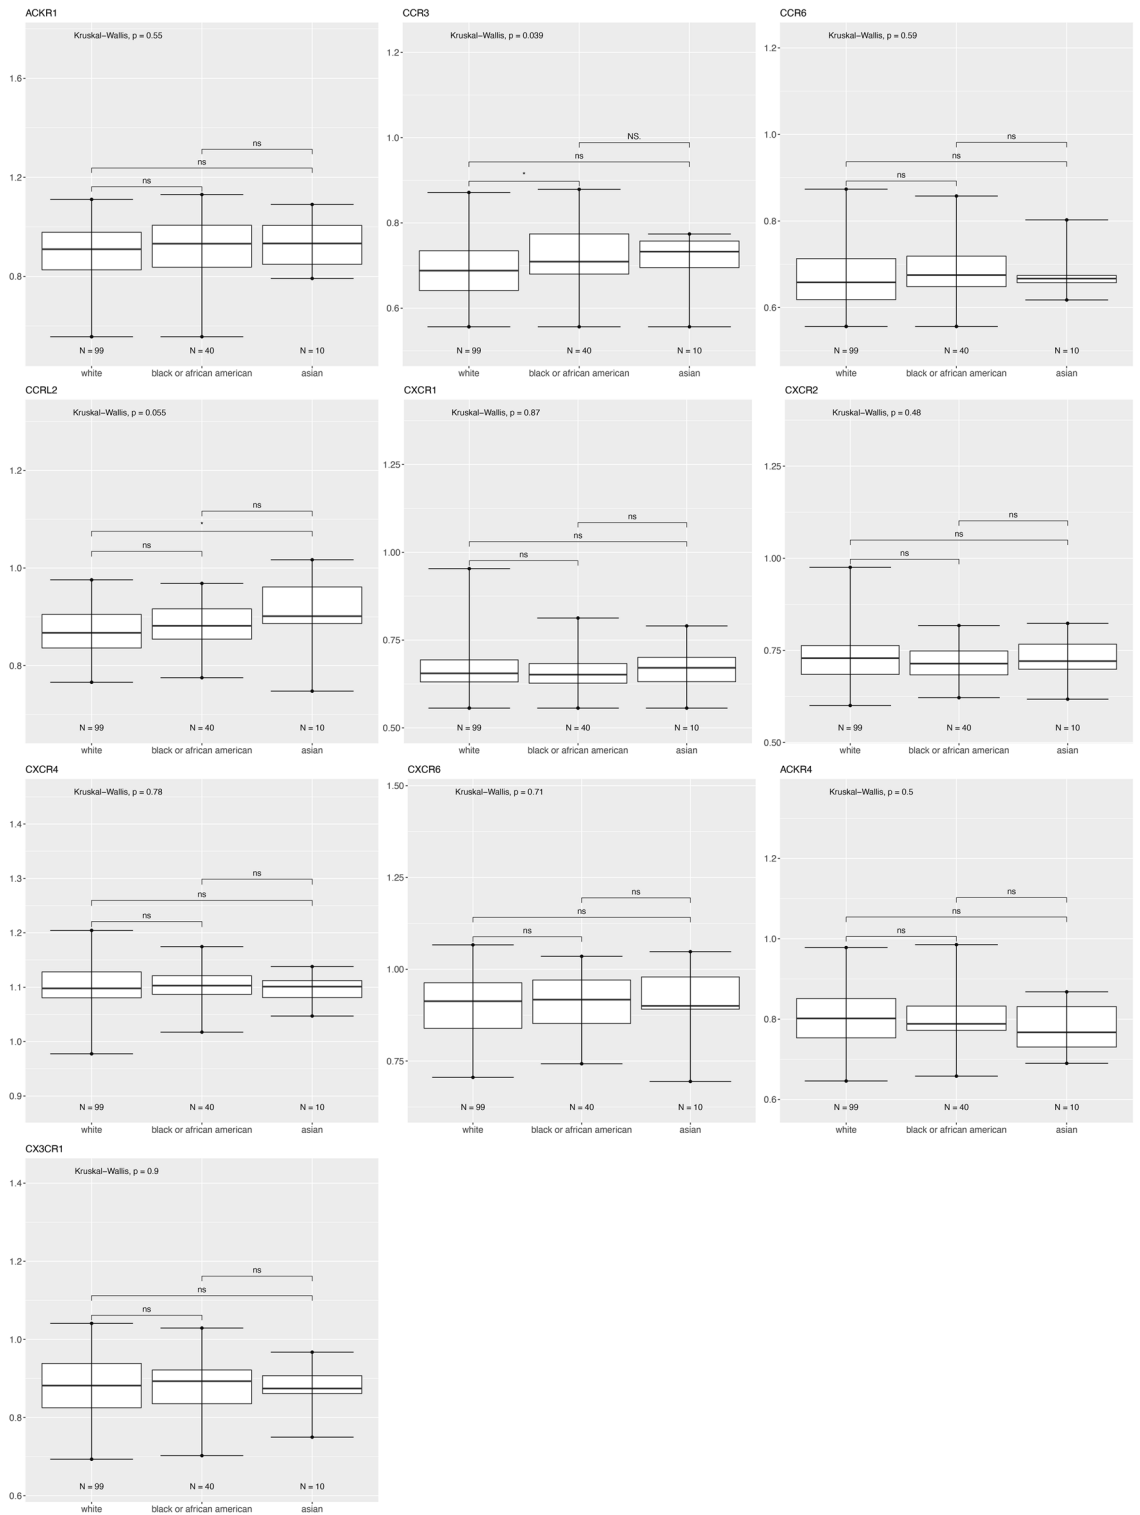 ACKR1
Kruskal−Wallis, p = 0.55
1.6
1.2
0.8
ns
ns
ns
N = 99
N = 40
N = 10
white
black or african american
asian
CCR3
Kruskal−Wallis, p = 0.039
1.2
1.0
0.8
0.6
NS.
ns
*
N = 99
N = 40
N = 10
white
black or african american
asian
CCR6
Kruskal−Wallis, p = 0.59
1.2
1.0
0.8
0.6
ns
ns
ns
N = 99
N = 40
N = 10
white
black or african american
asian
CCRL2
Kruskal−Wallis, p = 0.055
1.2
1.0
0.8
ns
*
ns
N = 99
N = 40
N = 10
white
black or african american
asian
CXCR1
Kruskal−Wallis, p = 0.87
1.25
1.00
0.75
0.50
ns
ns
ns
N = 99
N = 40
N = 10
white
black or african american
asian
CXCR2
Kruskal−Wallis, p = 0.48
1.25
1.00
0.75
0.50
ns
ns
ns
N = 99
N = 40
N = 10
white
black or african american
asian
CXCR4
Kruskal−Wallis, p = 0.78
1.4
1.3
1.2
1.1
1.0
0.9
ns
ns
ns
N = 99
N = 40
N = 10
white
black or african american
asian
CXCR6
Kruskal−Wallis, p = 0.71
1.50
1.25
1.00
0.75
ns
ns
ns
N = 99
N = 40
N = 10
white
black or african american
asian
ACKR4
Kruskal−Wallis, p = 0.5
1.2
1.0
0.8
0.6
ns
ns
ns
N = 99
N = 40
N = 10
white
black or african american
asian
CX3CR1
Kruskal−Wallis, p = 0.9
1.4
1.2
1.0
0.8
0.6
ns
ns
ns
N = 99
N = 40
N = 10
white
black or african american
asian